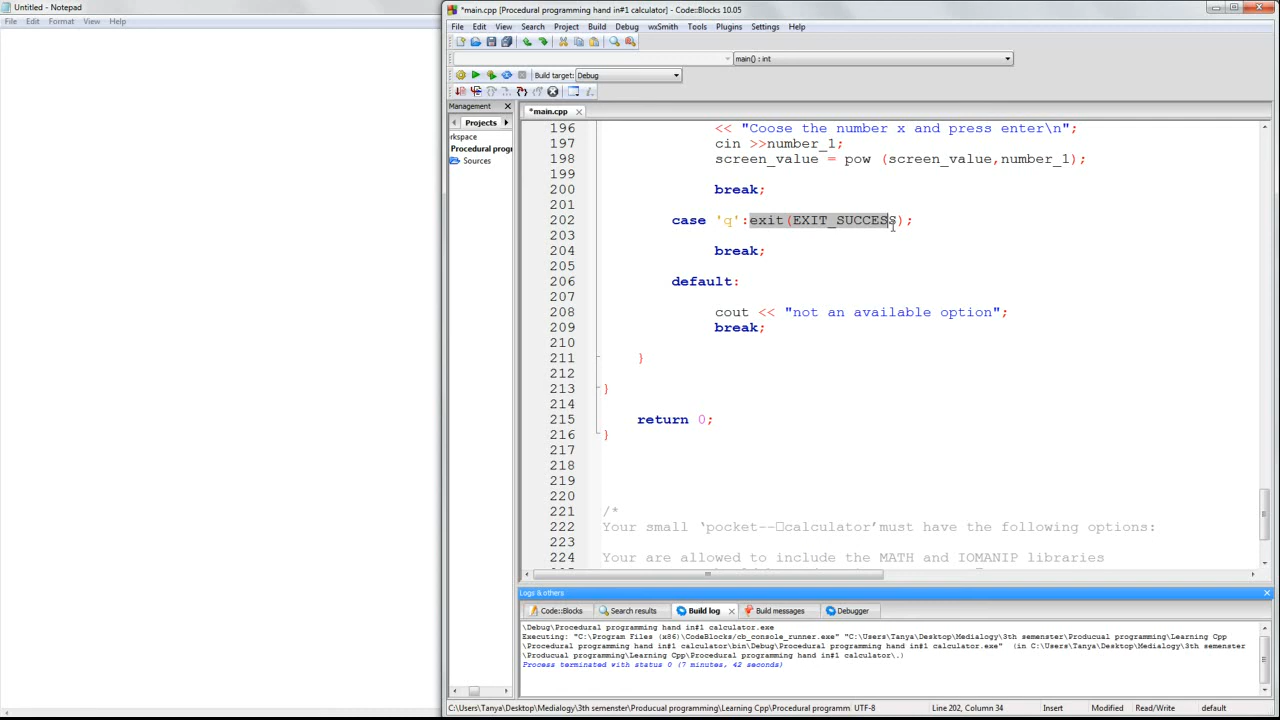 Untitled - Notepad
File Edit Format View Help
*main.cpp [Procedural programming hand in#1 calculator] - Code::Blocks 10.05
File Edit View Search Project Build Debug wxSmith Tools Plugins Settings Help
main() : int
Build target: Debug
Management
Projects
rkspace
Procedural progr
Sources
*main.cpp
196 << "Coose the number x and press enter\n";
197 cin >>number_1;
198 screen_value = pow (screen_value,number_1);
199
200 break;
201
202 case 'q':exit(EXIT_SUCCESS);
203
204 break;
205
206 default:
207
208 cout << "not an available option";
209 break;
210
211 }
212
213 }
214
215 return 0;
216 }
217
218
219
220
221 /*
222 Your small ‘pocket--□calculator’must have the following options:
223
224 Your are allowed to include the MATH and IOMANIP libraries
Logs & others
Code::Blocks Search results Build log Build messages Debugger
\Debug\Procedural programming hand in#1 calculator.exe
Executing: "C:\Program Files (x86)\CodeBlocks/cb_console_runner.exe" "C:\Users\Tanya\Desktop\Medialogy\3th semenster\Producual programming\Learning Cpp
\Procedural programming hand in#1 calculator\bin\Debug\Procedural programming hand in#1 calculator.exe"  (in C:\Users\Tanya\Desktop\Medialogy\3th semenster
\Producual programming\Learning Cpp\Procedural programming hand in#1 calculator\.)
Process terminated with status 0 (7 minutes, 42 seconds)
C:\Users\Tanya\Desktop\Medialogy\3th semenster\Producual programming\Learning Cpp\Procedural programm UTF-8 Line 202, Column 34 Insert Modified Read/Write default